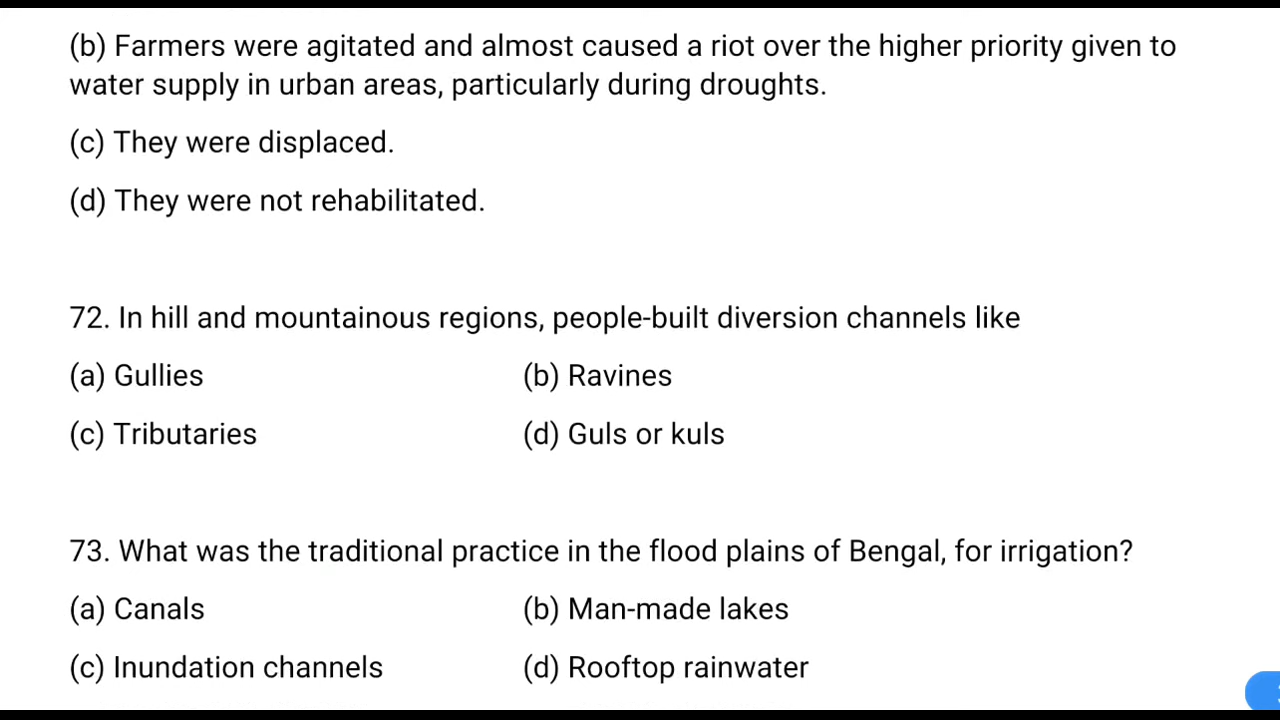 (b) Farmers were agitated and almost caused a riot over the higher priority given to
water supply in urban areas, particularly during droughts.
(c) They were displaced.
(d) They were not rehabilitated.
72. In hill and mountainous regions, people-built diversion channels like
(a) Gullies (b) Ravines
(c) Tributaries (d) Guls or kuls
73. What was the traditional practice in the flood plains of Bengal, for irrigation?
(a) Canals (b) Man-made lakes
(c) Inundation channels (d) Rooftop rainwater